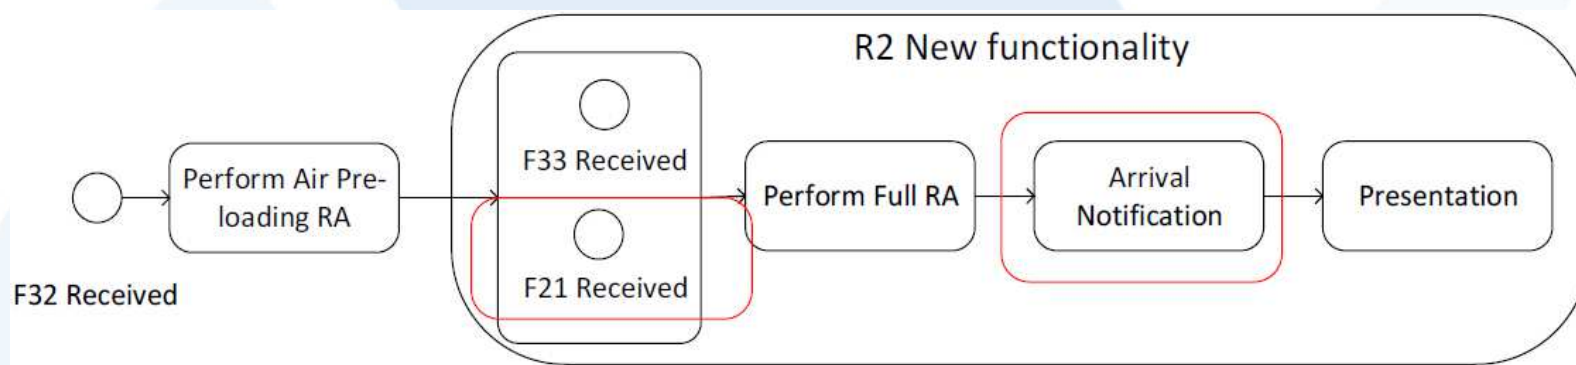 R2 New functionality
F32 Received
Perform Air Pre-
loading RA
F33 Received
F21 Received
Perform Full RA
Arrival
Notification
Presentation